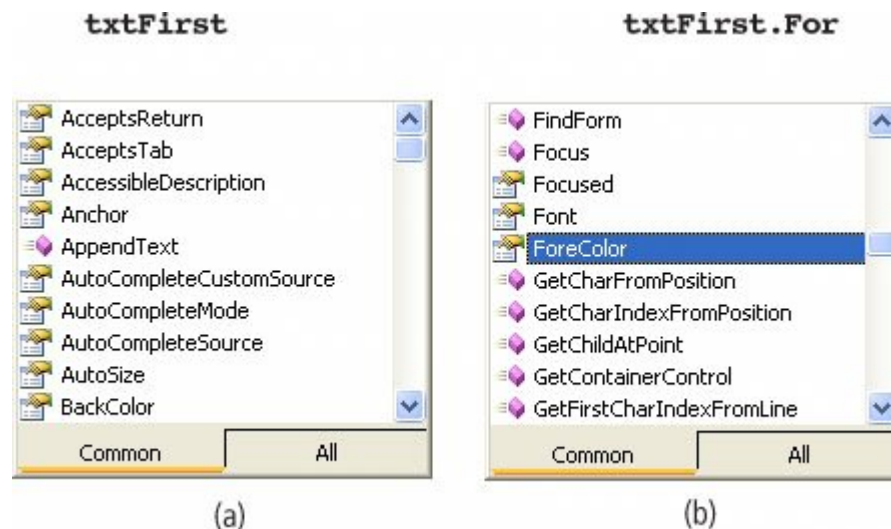 txtFirst
AcceptsReturn
AcceptsTab
AccessibleDescription
Anchor
AppendText
AutoCompleteCustomSource
AutoCompleteMode
AutoCompleteSource
AutoSize
BackColor
Common
All
(a)
txtFirst.For
FindForm
Focus
Focused
Font
ForeColor
GetCharFromPosition
GetCharIndexFromPosition
GetChildAtPoint
GetContainerControl
GetFirstCharIndexFromLine
Common
All
(b)